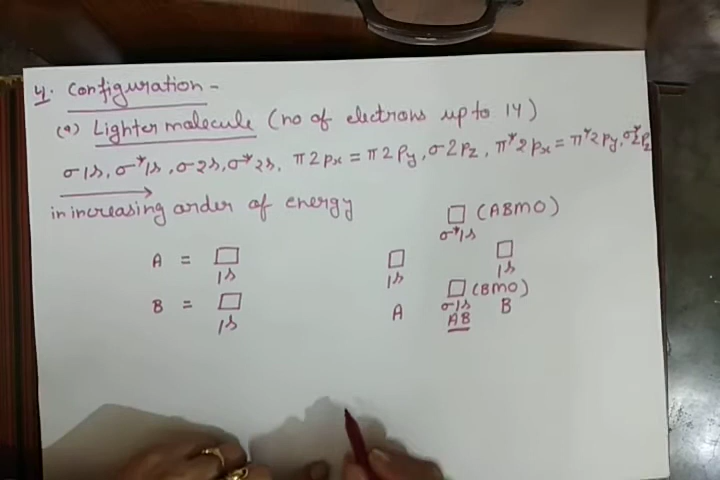 4. Configuration -
(a) Lighter molecule (no of electrons up to 14)
σ1s, σ*1s, σ2s, σ*2s, π2px = π2py, σ2pz, π*2px = π*2py, σ*2pz
in increasing order of energy
□ (ABMO)
σ*1s
A = □
1s
□
1s
□
1s
B = □
1s
□ (BMO)
σ1s
A
AB
B